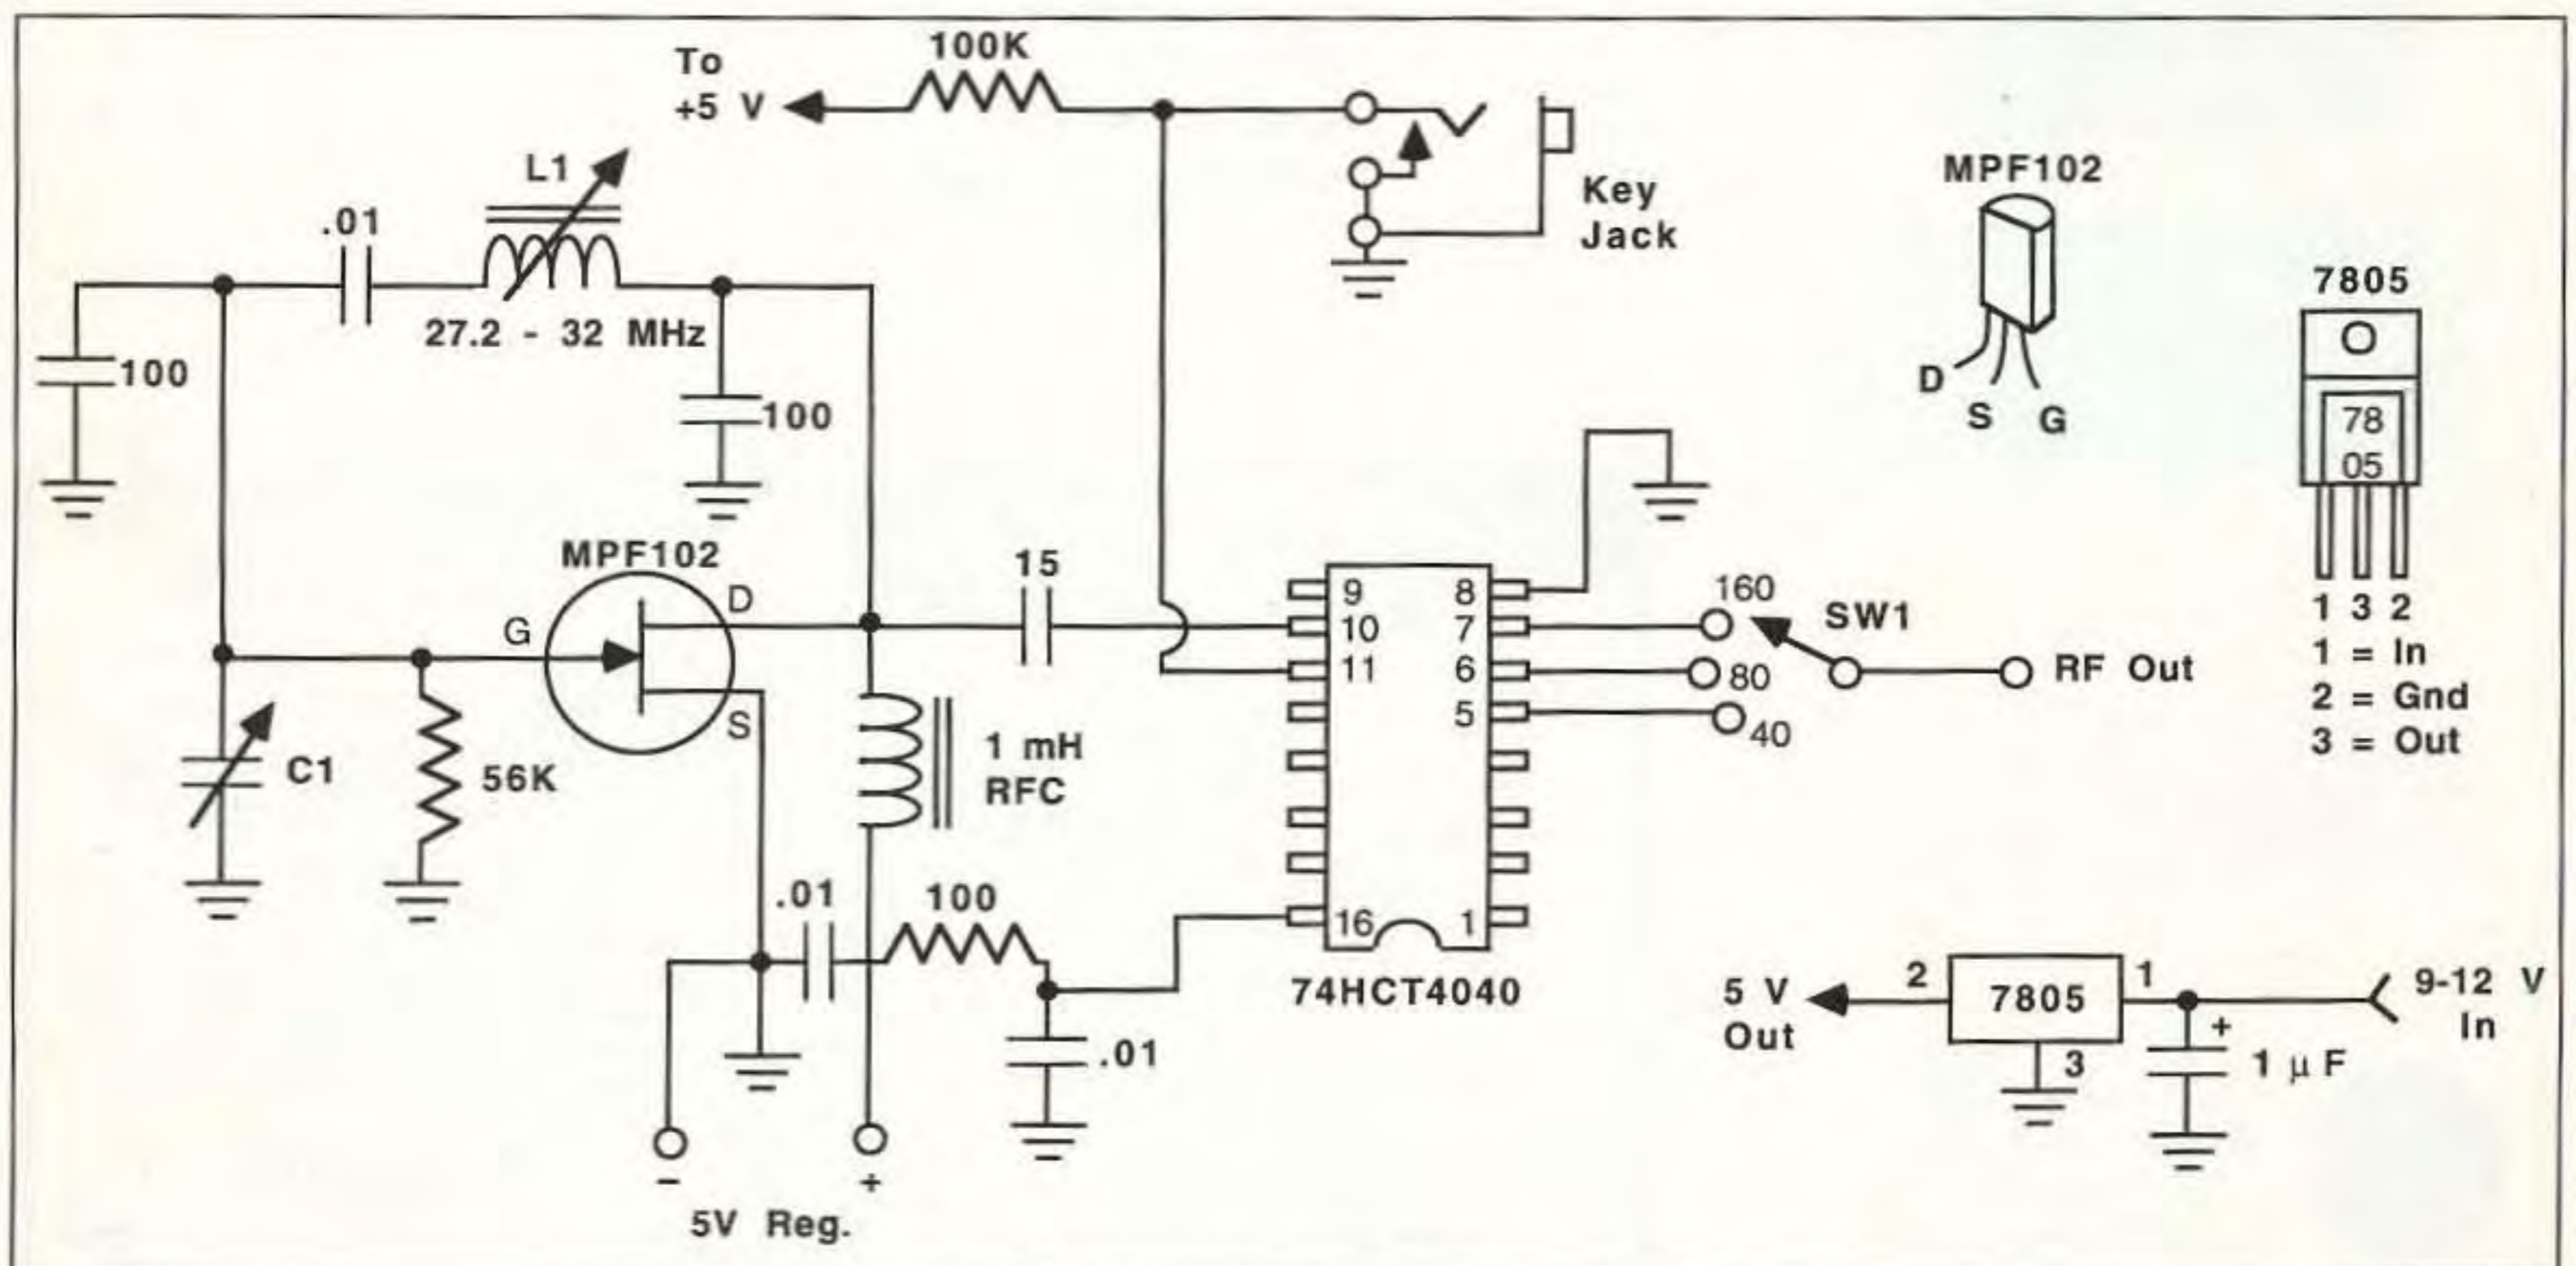 To
+5 V
100K
L1
.01
27.2 - 32 MHz
100
100
Key
Jack
MPF102
D
S
G
7805
78
05
1 3 2
1 = In
2 = Gnd
3 = Out
MPF102
G
D
S
15
C1
56K
1 mH
RFC
.01
100
.01
9
10
11
16
8
7
6
5
1
74HCT4040
160
80
40
SW1
RF Out
-
+
5V Reg.
5 V
Out
2
7805
1
3
+
1 µF
9-12 V
In